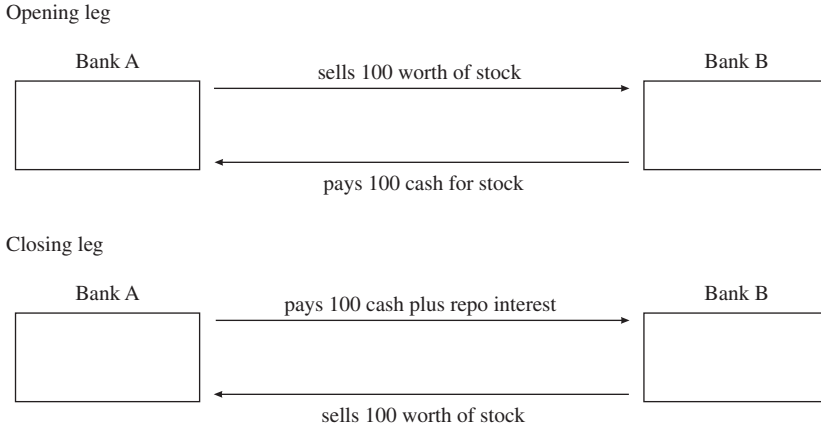 Opening leg
Bank A
Bank B
sells 100 worth of stock
pays 100 cash for stock
Closing leg
Bank A
Bank B
pays 100 cash plus repo interest
sells 100 worth of stock